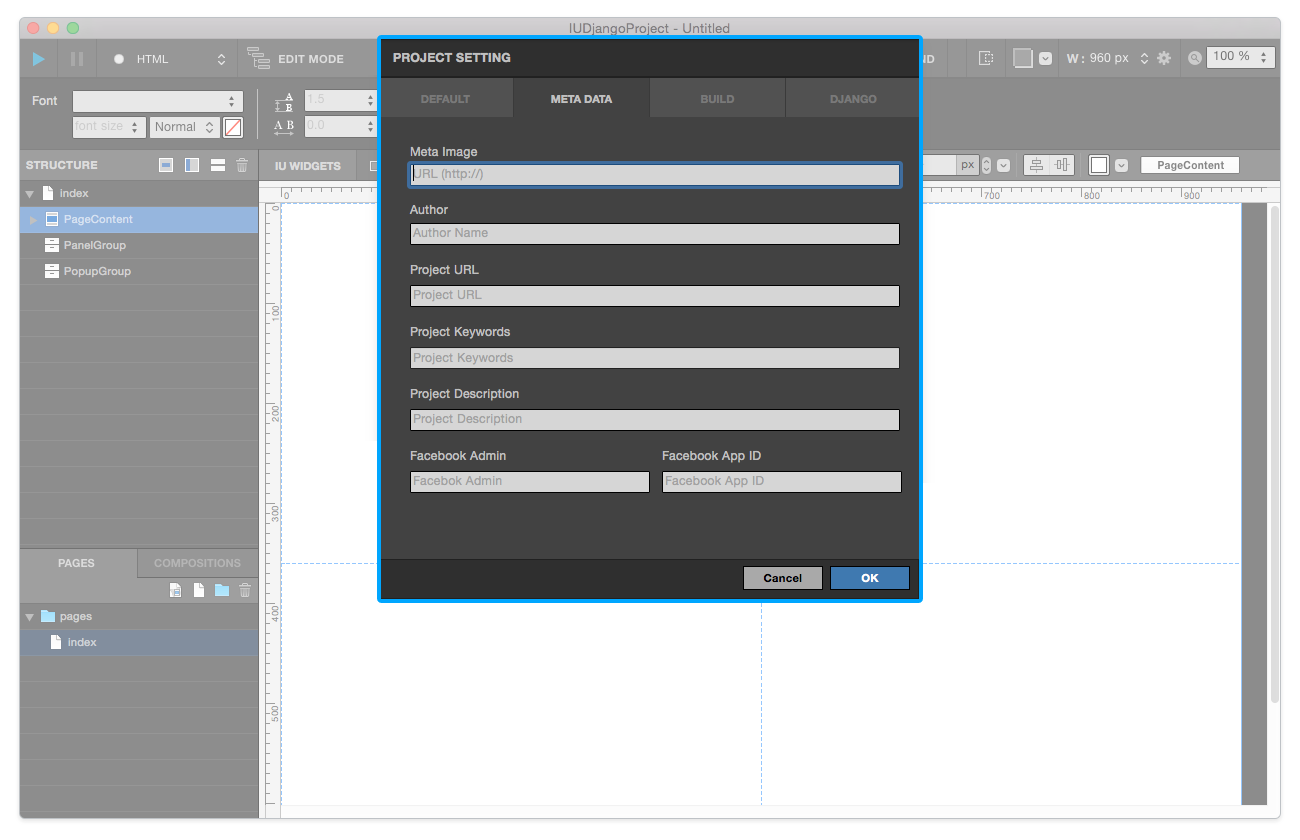 IUDjangoProject - Untitled
HTML
EDIT MODE
ND
W: 960 px
100 %
Font
1.5
font size
Normal
A B
0.0
A
B
STRUCTURE
IU WIDGETS
px
PageContent
index
PageContent
PanelGroup
PopupGroup
0
700
800
900
0
100
200
300
400
500
PROJECT SETTING
DEFAULT
META DATA
BUILD
DJANGO
Meta Image
URL (http://)
Author
Author Name
Project URL
Project URL
Project Keywords
Project Keywords
Project Description
Project Description
Facebook Admin
Facebook App ID
Facebok Admin
Facebook App ID
Cancel
OK
PAGES
COMPOSITIONS
pages
index